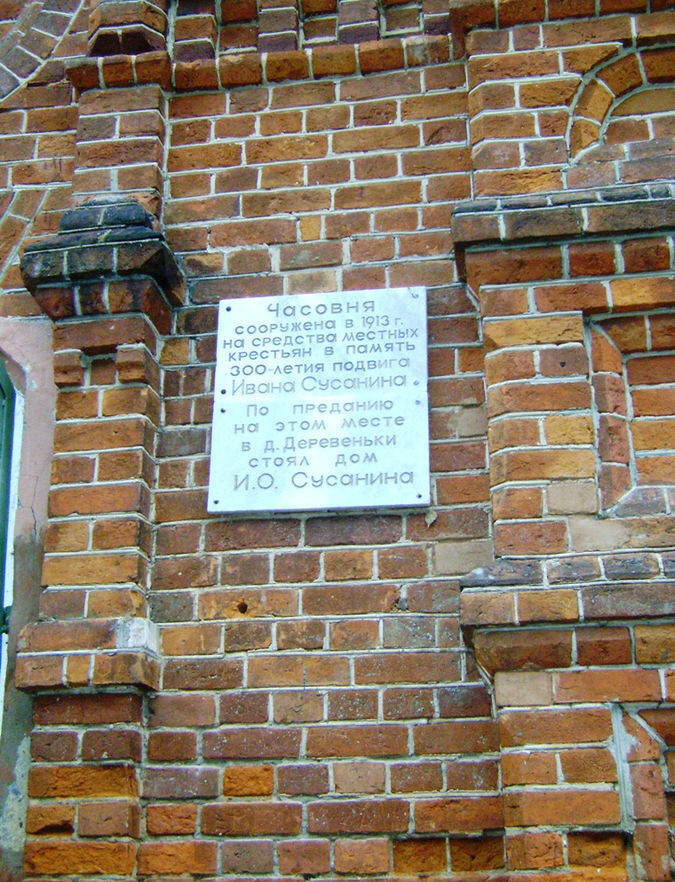 Часовня
сооружена в 1913 г.
на средства местных
крестьян в память
300-летия подвига
Ивана Сусанина
По преданию
на этом месте
в д. Деревеньки
стоял дом
И.О. Сусанина